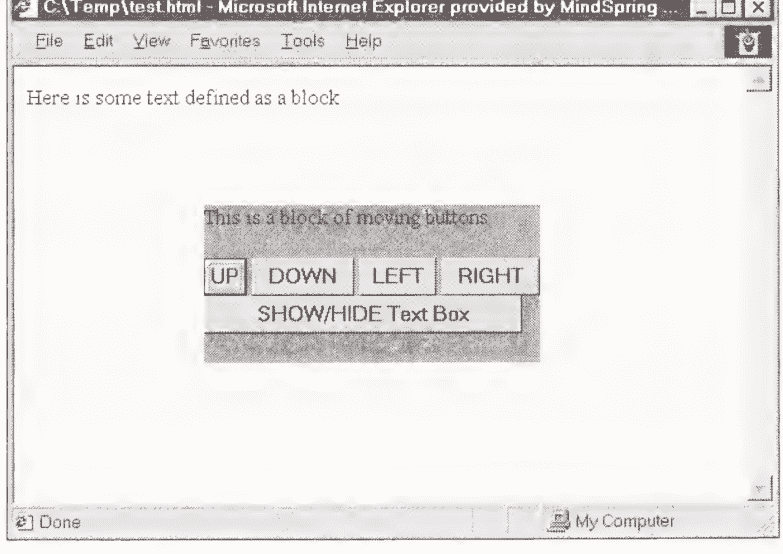 C:\Temp\test.html - Microsoft Internet Explorer provided by MindSpring ...
File Edit View Favorites Tools Help
Here is some text defined as a block
This is a block of moving buttons
UP DOWN LEFT RIGHT
SHOW/HIDE Text Box
Done My Computer